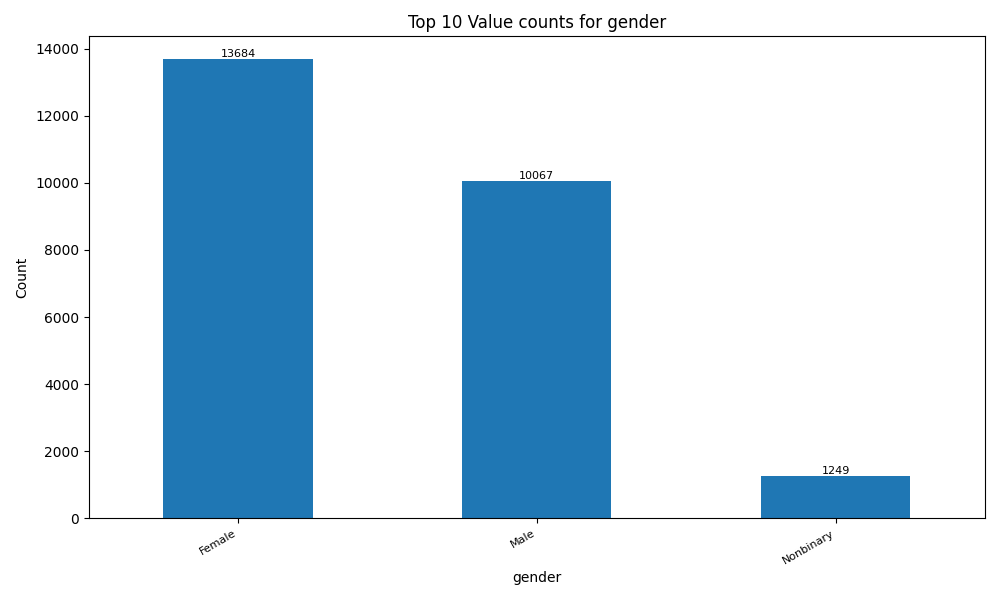 Top 10 Value counts for gender
14000
12000
10000
8000
6000
4000
2000
0
Count
13684
10067
1249
Female
Male
Nonbinary
gender